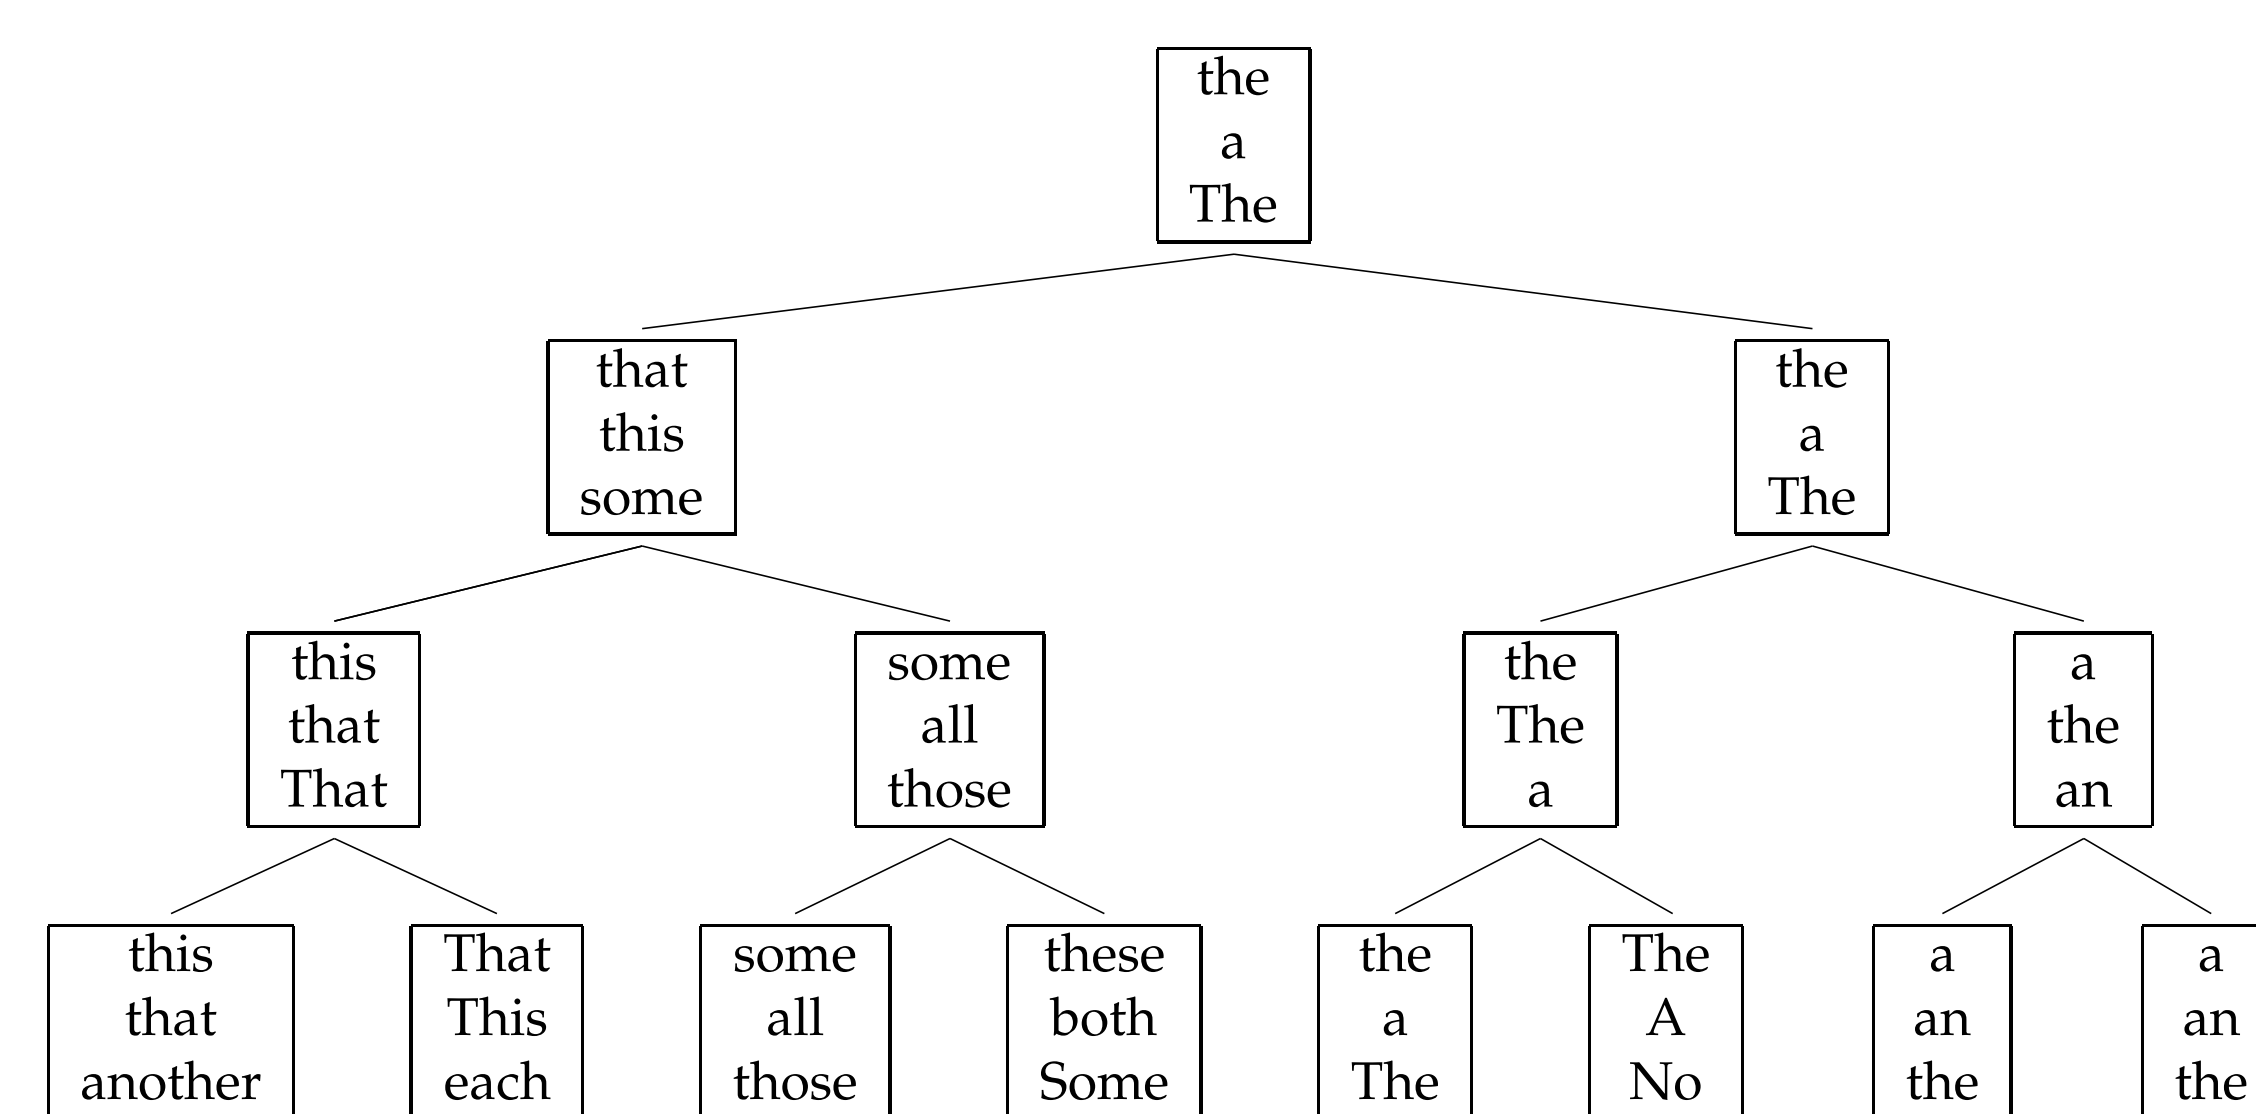 the
a
The
that
this
some
the
a
The
this
that
That
some
all
those
the
The
a
a
the
an
this
that
another
That
This
each
some
all
those
these
both
Some
the
a
The
The
A
No
a
an
the
a
an
the